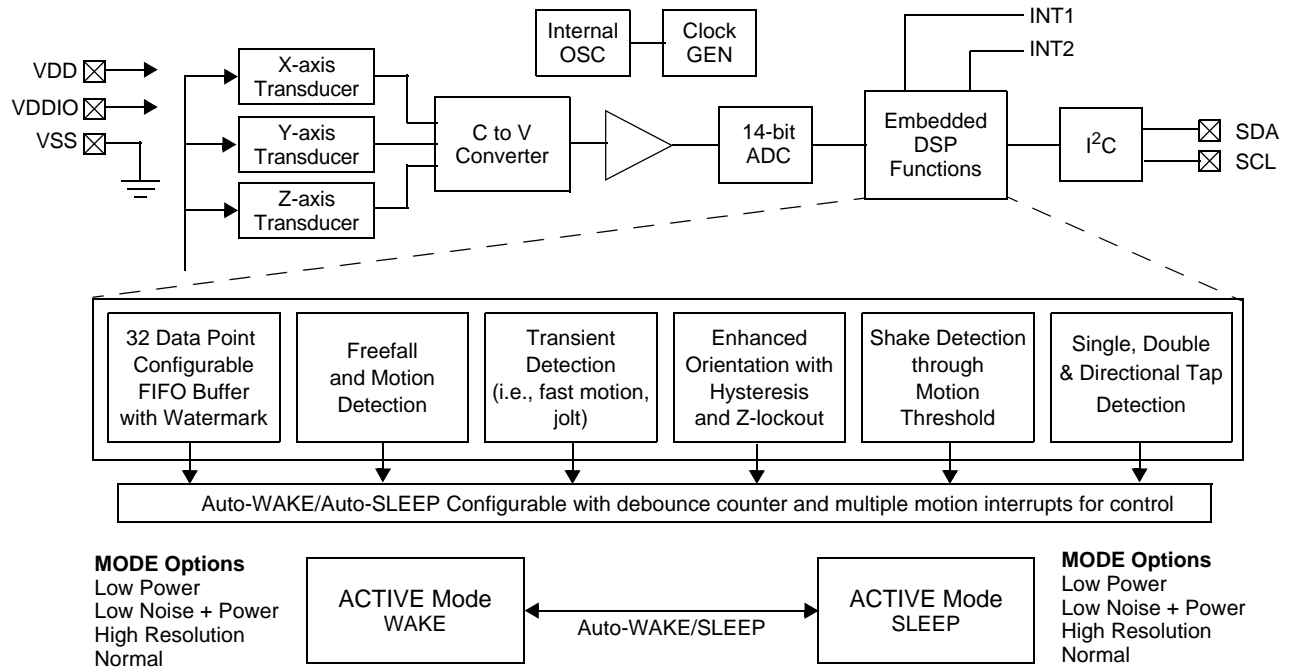 INT1
INT2
Internal
OSC
Clock
GEN
VDD
VDDIO
VSS
X-axis
Transducer
Y-axis
Transducer
Z-axis
Transducer
C to V
Converter
14-bit
ADC
Embedded
DSP
Functions
I²C
SDA
SCL
32 Data Point
Configurable
FIFO Buffer
with Watermark
Freefall
and Motion
Detection
Transient
Detection
(i.e., fast motion,
jolt)
Enhanced
Orientation with
Hysteresis
and Z-lockout
Shake Detection
through
Motion
Threshold
Single, Double
& Directional Tap
Detection
Auto-WAKE/Auto-SLEEP Configurable with debounce counter and multiple motion interrupts for control
MODE Options
Low Power
Low Noise + Power
High Resolution
Normal
ACTIVE Mode
WAKE
Auto-WAKE/SLEEP
ACTIVE Mode
SLEEP
MODE Options
Low Power
Low Noise + Power
High Resolution
Normal